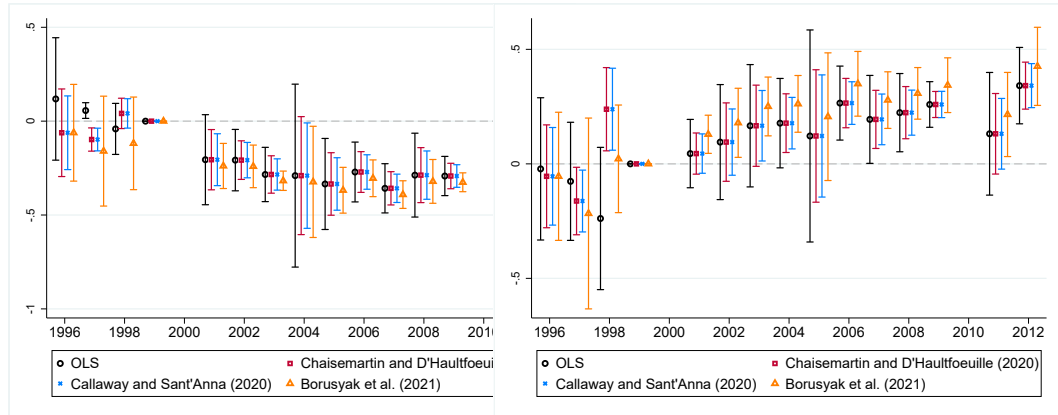 .5
0
-.5
-1
1996 1998 2000 2002 2004 2006 2008 2010
OLS
Chaisemartin and D'Haultfoeui
Callaway and Sant'Anna (2020)
Borusyak et al. (2021)
.5
0
-.5
1996 1998 2000 2002 2004 2006 2008 2010 2012
OLS
Chaisemartin and D'Haultfoeuille (2020)
Callaway and Sant'Anna (2020)
Borusyak et al. (2021)